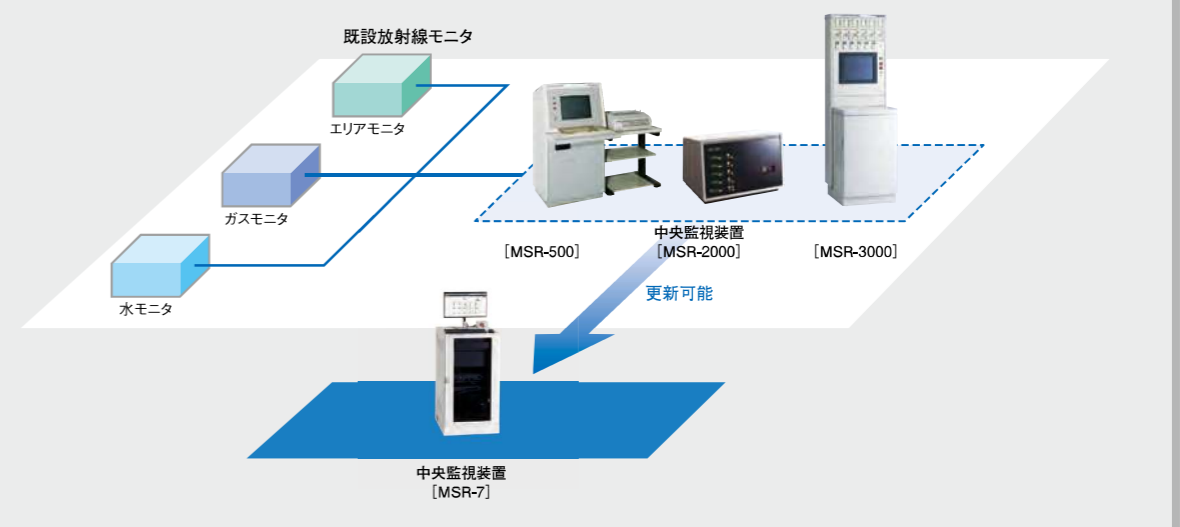 既設放射線モニタ
エリアモニタ
ガスモニタ
水モニタ
［MSR-500］
中央監視装置
［MSR-2000］
［MSR-3000］
更新可能
中央監視装置
［MSR-7］